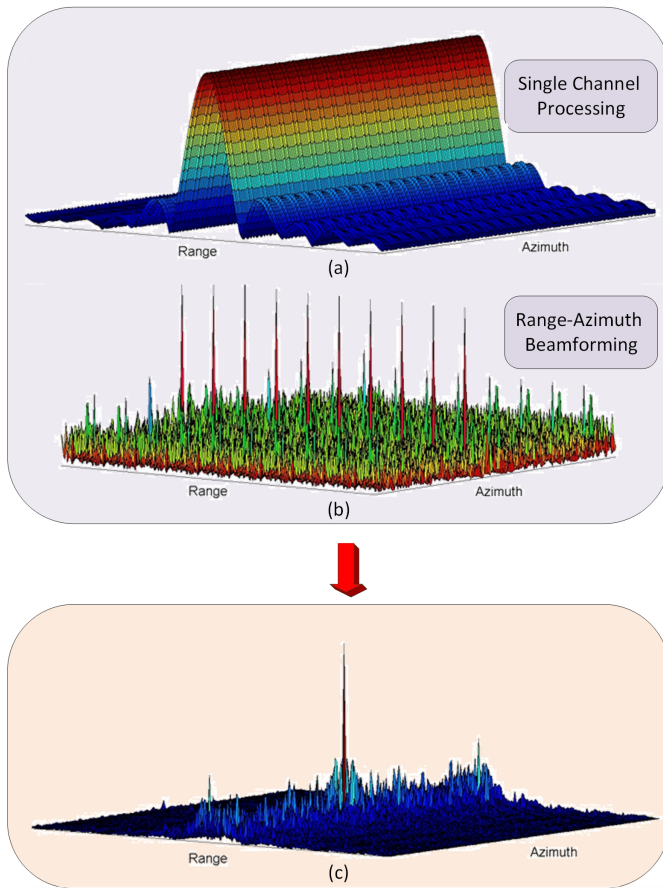 Single Channel
Processing
Range
Azimuth
(a)
Range-Azimuth
Beamforming
Range
Azimuth
(b)
Range
Azimuth
(c)